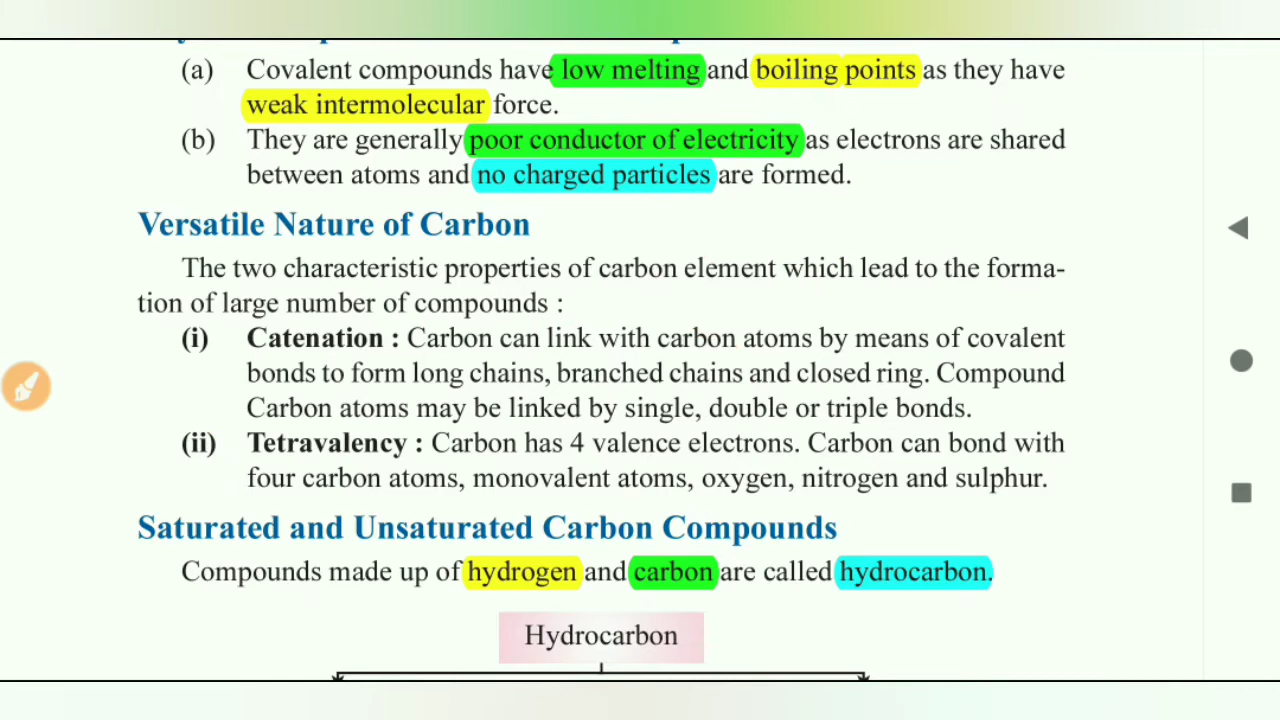 (a) Covalent compounds have low melting and boiling points as they have
weak intermolecular force.
(b) They are generally poor conductor of electricity as electrons are shared
between atoms and no charged particles are formed.
Versatile Nature of Carbon
The two characteristic properties of carbon element which lead to the forma-
tion of large number of compounds :
(i) Catenation : Carbon can link with carbon atoms by means of covalent
bonds to form long chains, branched chains and closed ring. Compound
Carbon atoms may be linked by single, double or triple bonds.
(ii) Tetravalency : Carbon has 4 valence electrons. Carbon can bond with
four carbon atoms, monovalent atoms, oxygen, nitrogen and sulphur.
Saturated and Unsaturated Carbon Compounds
Compounds made up of hydrogen and carbon are called hydrocarbon.
Hydrocarbon